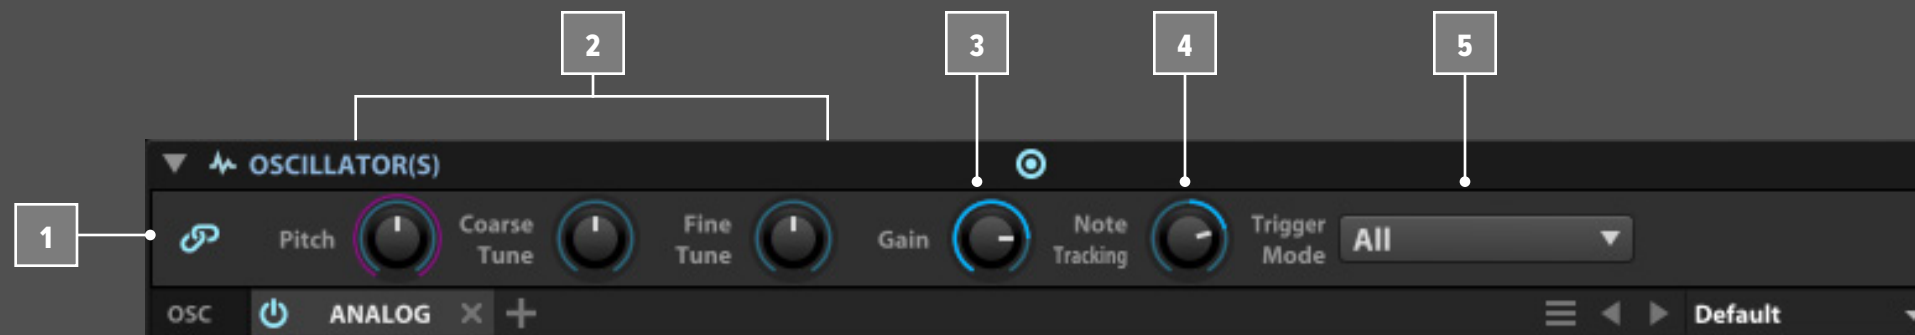 2
3
4
5
OSCILLATOR(S)
1
Pitch
Coarse
Tune
Fine
Tune
Gain
Note
Tracking
Trigger
Mode
All
OSC
ANALOG
Default